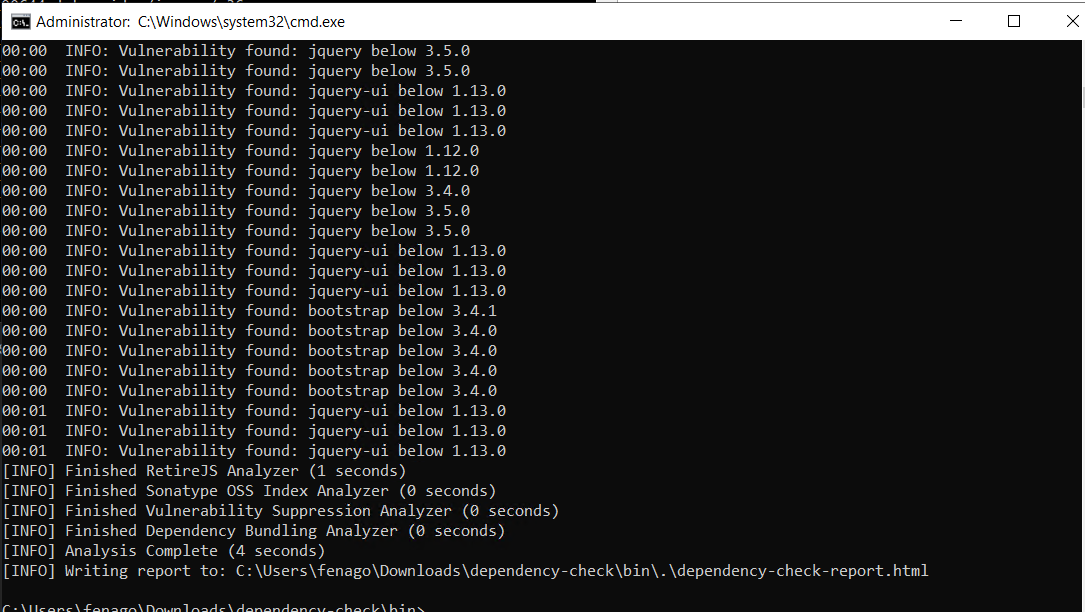 Administrator: C:\Windows\system32\cmd.exe
00:00 INFO: Vulnerability found: jquery below 3.5.0
00:00 INFO: Vulnerability found: jquery below 3.5.0
00:00 INFO: Vulnerability found: jquery-ui below 1.13.0
00:00 INFO: Vulnerability found: jquery-ui below 1.13.0
00:00 INFO: Vulnerability found: jquery-ui below 1.13.0
00:00 INFO: Vulnerability found: jquery below 1.12.0
00:00 INFO: Vulnerability found: jquery below 1.12.0
00:00 INFO: Vulnerability found: jquery below 3.4.0
00:00 INFO: Vulnerability found: jquery below 3.5.0
00:00 INFO: Vulnerability found: jquery below 3.5.0
00:00 INFO: Vulnerability found: jquery-ui below 1.13.0
00:00 INFO: Vulnerability found: jquery-ui below 1.13.0
00:00 INFO: Vulnerability found: jquery-ui below 1.13.0
00:00 INFO: Vulnerability found: bootstrap below 3.4.1
00:00 INFO: Vulnerability found: bootstrap below 3.4.0
00:00 INFO: Vulnerability found: bootstrap below 3.4.0
00:00 INFO: Vulnerability found: bootstrap below 3.4.0
00:00 INFO: Vulnerability found: bootstrap below 3.4.0
00:01 INFO: Vulnerability found: jquery-ui below 1.13.0
00:01 INFO: Vulnerability found: jquery-ui below 1.13.0
00:01 INFO: Vulnerability found: jquery-ui below 1.13.0
[INFO] Finished RetireJS Analyzer (1 seconds)
[INFO] Finished Sonatype OSS Index Analyzer (0 seconds)
[INFO] Finished Vulnerability Suppression Analyzer (0 seconds)
[INFO] Finished Dependency Bundling Analyzer (0 seconds)
[INFO] Analysis Complete (4 seconds)
[INFO] Writing report to: C:\Users\fenago\Downloads\dependency-check\bin\.\dependency-check-report.html
C:\Users\fenago\Downloads\dependency-check\bin>